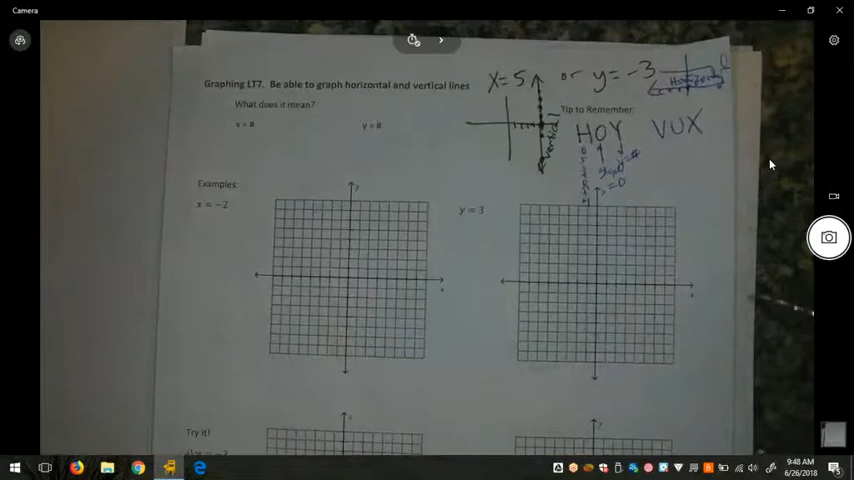 Camera
Graphing LT7. Be able to graph horizontal and vertical lines
x=5 or y=-3
Horizontal
What does it mean?
x = #
y = #
vertical
Tip to Remember:
HOY VUX
Horizontal
slope
=0
y=#
Examples:
x = −2
y = 3
y
x
y
x
Try it!
9:48 AM
6/26/2018